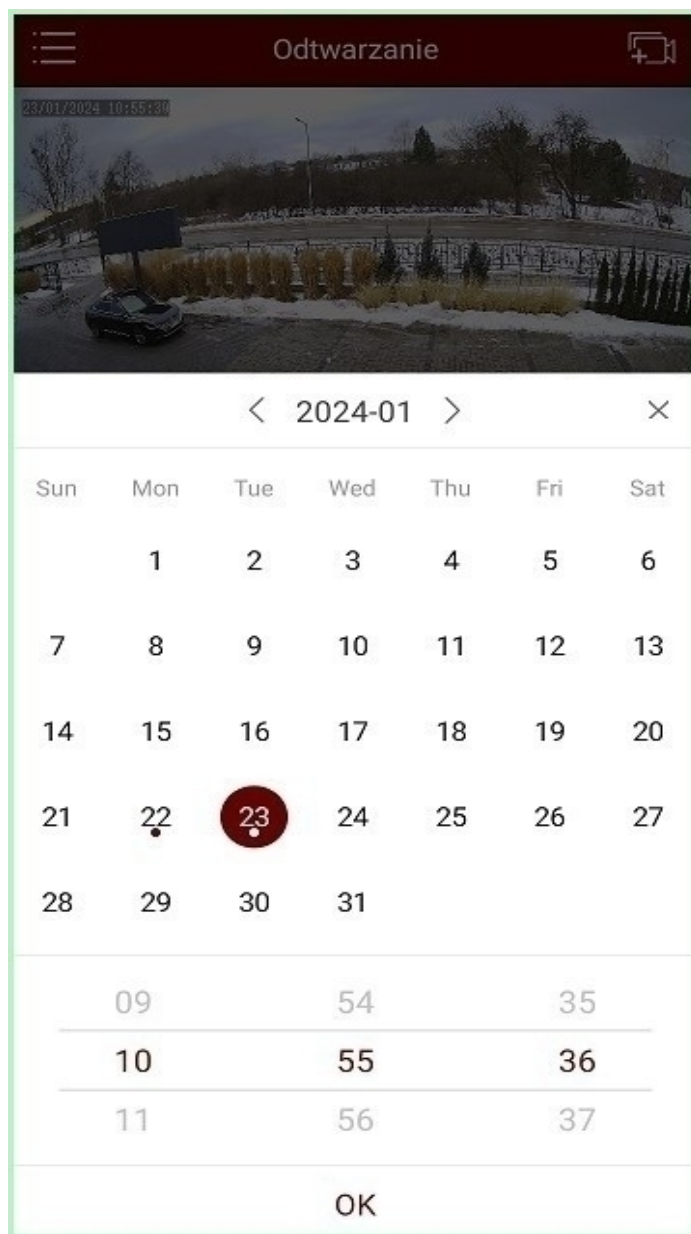 Odtwarzanie
23/01/2024 10:55:39
< 2024-01 > ×
Sun Mon Tue Wed Thu Fri Sat
1 2 3 4 5 6
7 8 9 10 11 12 13
14 15 16 17 18 19 20
21 22 23 24 25 26 27
28 29 30 31
09 54 35
10 55 36
11 56 37
OK